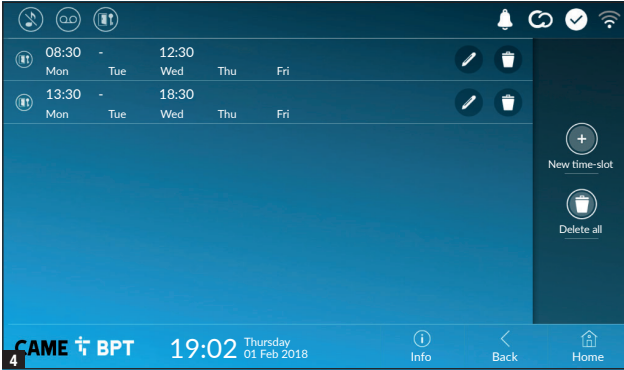 08:30 - 12:30
Mon Tue Wed Thu Fri
13:30 - 18:30
Mon Tue Wed Thu Fri
New time-slot
Delete all
CAME BPT
19:02
Thursday
01 Feb 2018
Info
Back
Home
4